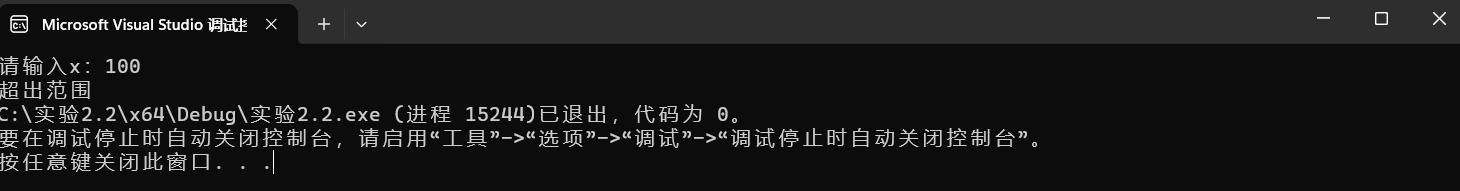 Microsoft Visual Studio 调试
请输入x: 100
超出范围
C:\实验2.2\x64\Debug\实验2.2.exe (进程 15244)已退出，代码为 0。
要在调试停止时自动关闭控制台，请启用“工具”->“选项”->“调试”->“调试停止时自动关闭控制台”。
按任意键关闭此窗口. . .